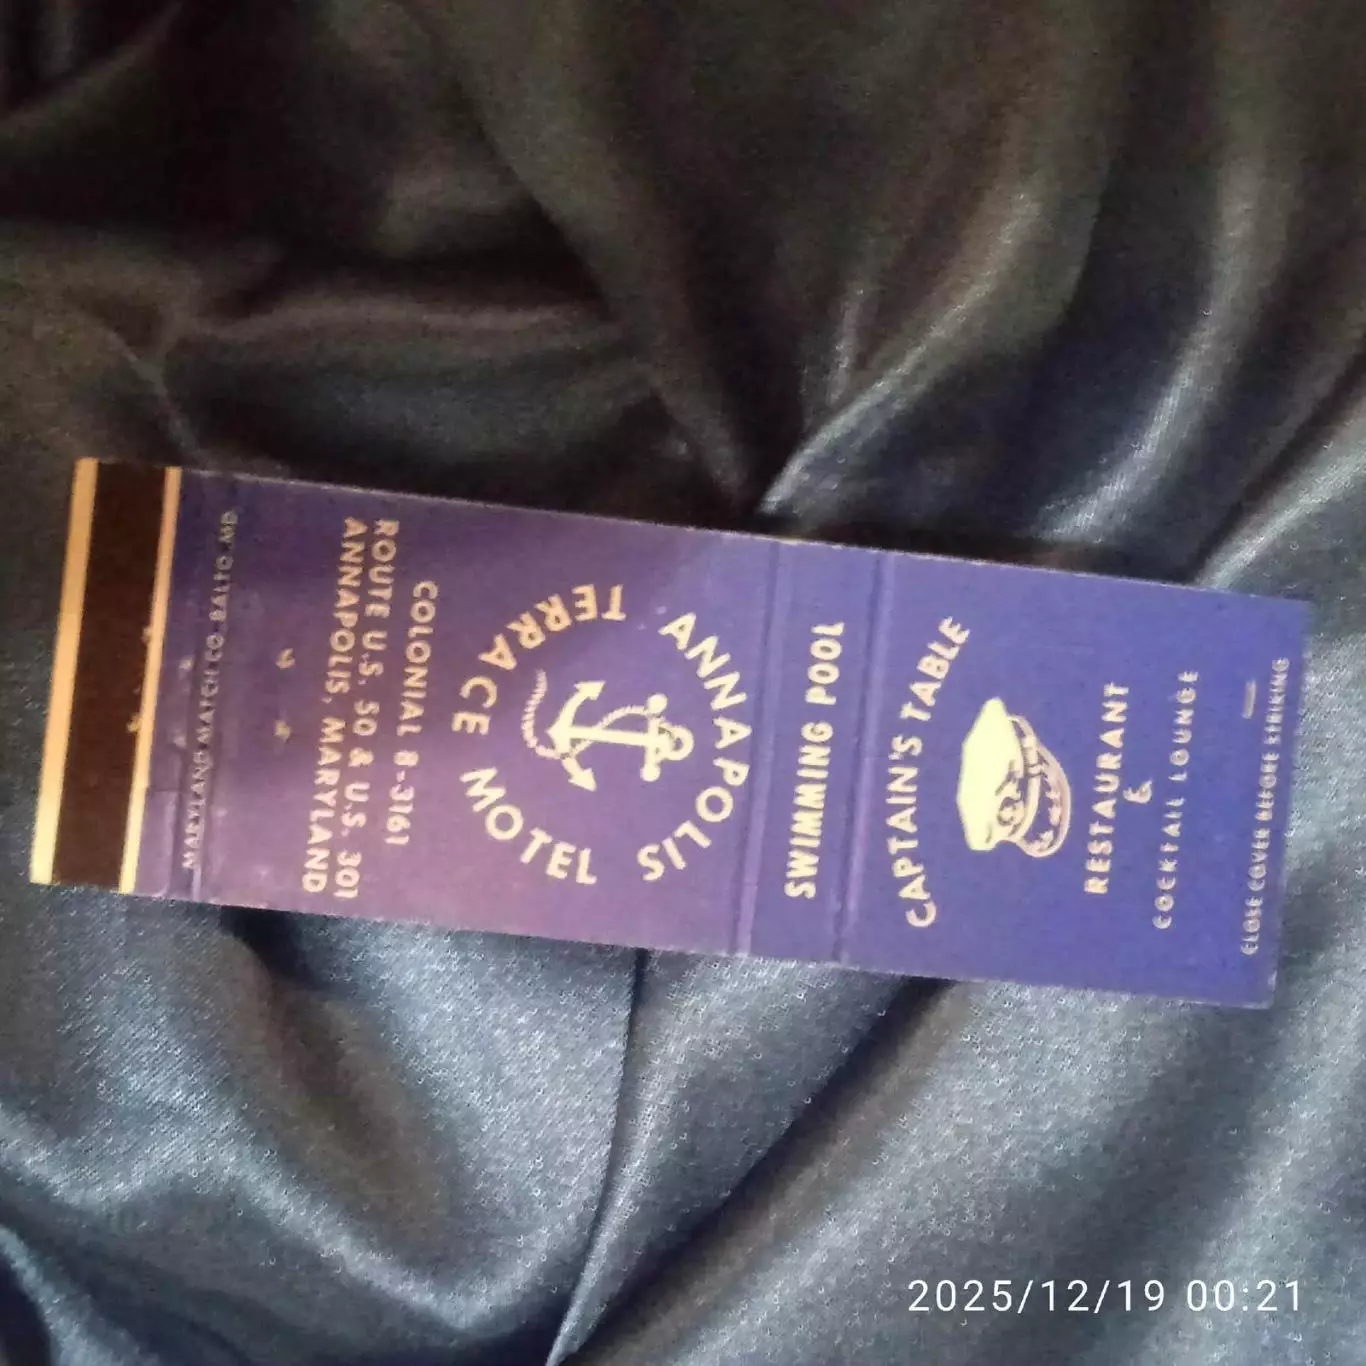 CAPTAIN'S TABLE
RESTAURANT
&
COCKTAIL LOUNGE
CLOSE COVER BEFORE STRIKING
SWIMMING POOL
ANNAPOLIS
TERRACE MOTEL
COLONIAL 8-3161
ROUTE U.S. 50 & U.S. 301
ANNAPOLIS, MARYLAND
MARYLAND MATCH CO. BALTO. MD.
2025/12/19 00:21